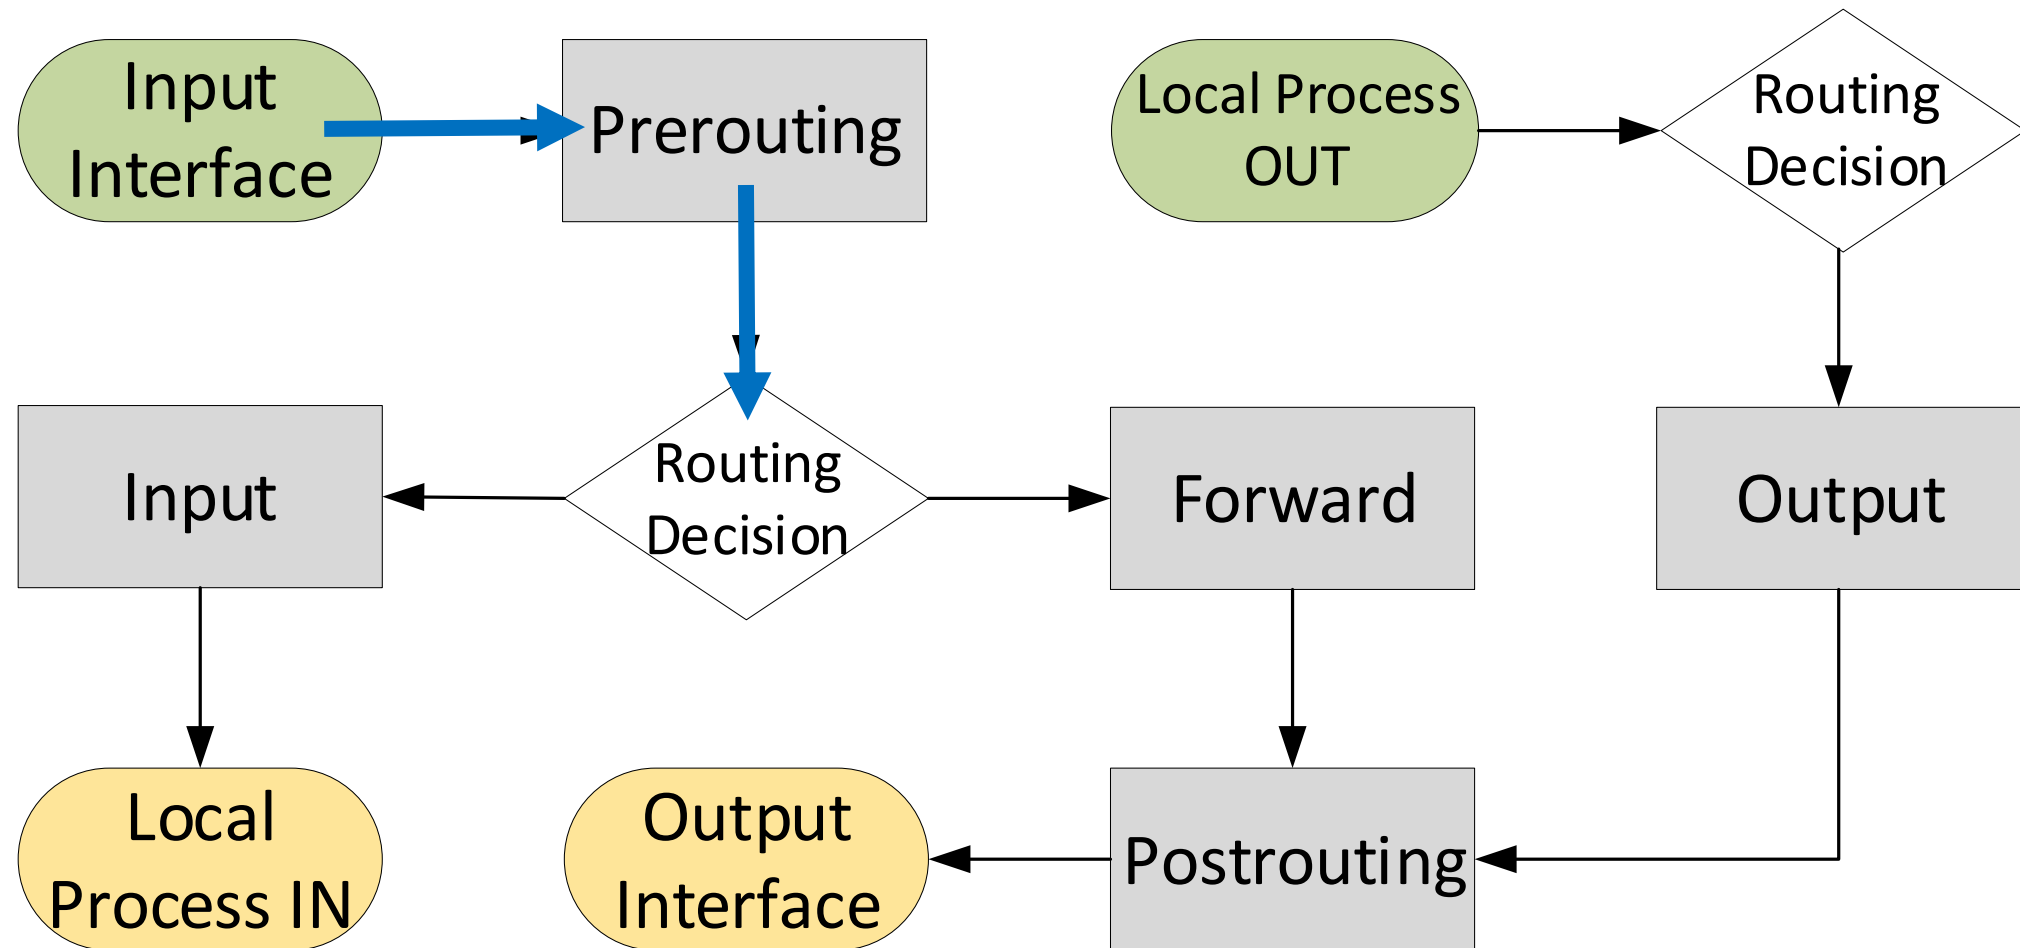 Input
Interface
Prerouting
Local Process
OUT
Routing
Decision
Input
Routing
Decision
Forward
Output
Local
Process IN
Output
Interface
Postrouting